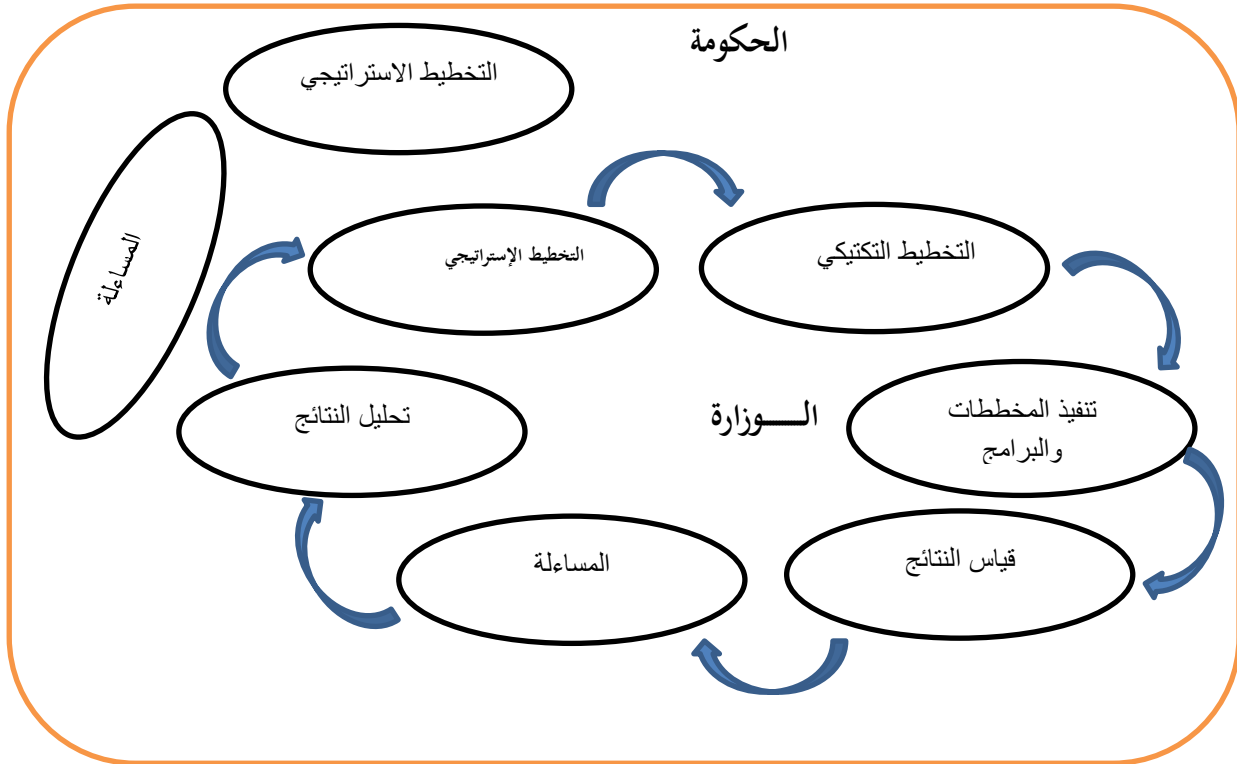 الحكومة
التخطيط الاستراتيجي
المساءلة
التخطيط الإستراتيجي
التخطيط التكتيكي
تنفيذ المخططات
والبرامج
الـــــوزارة
تحليل النتائج
قياس النتائج
المساءلة